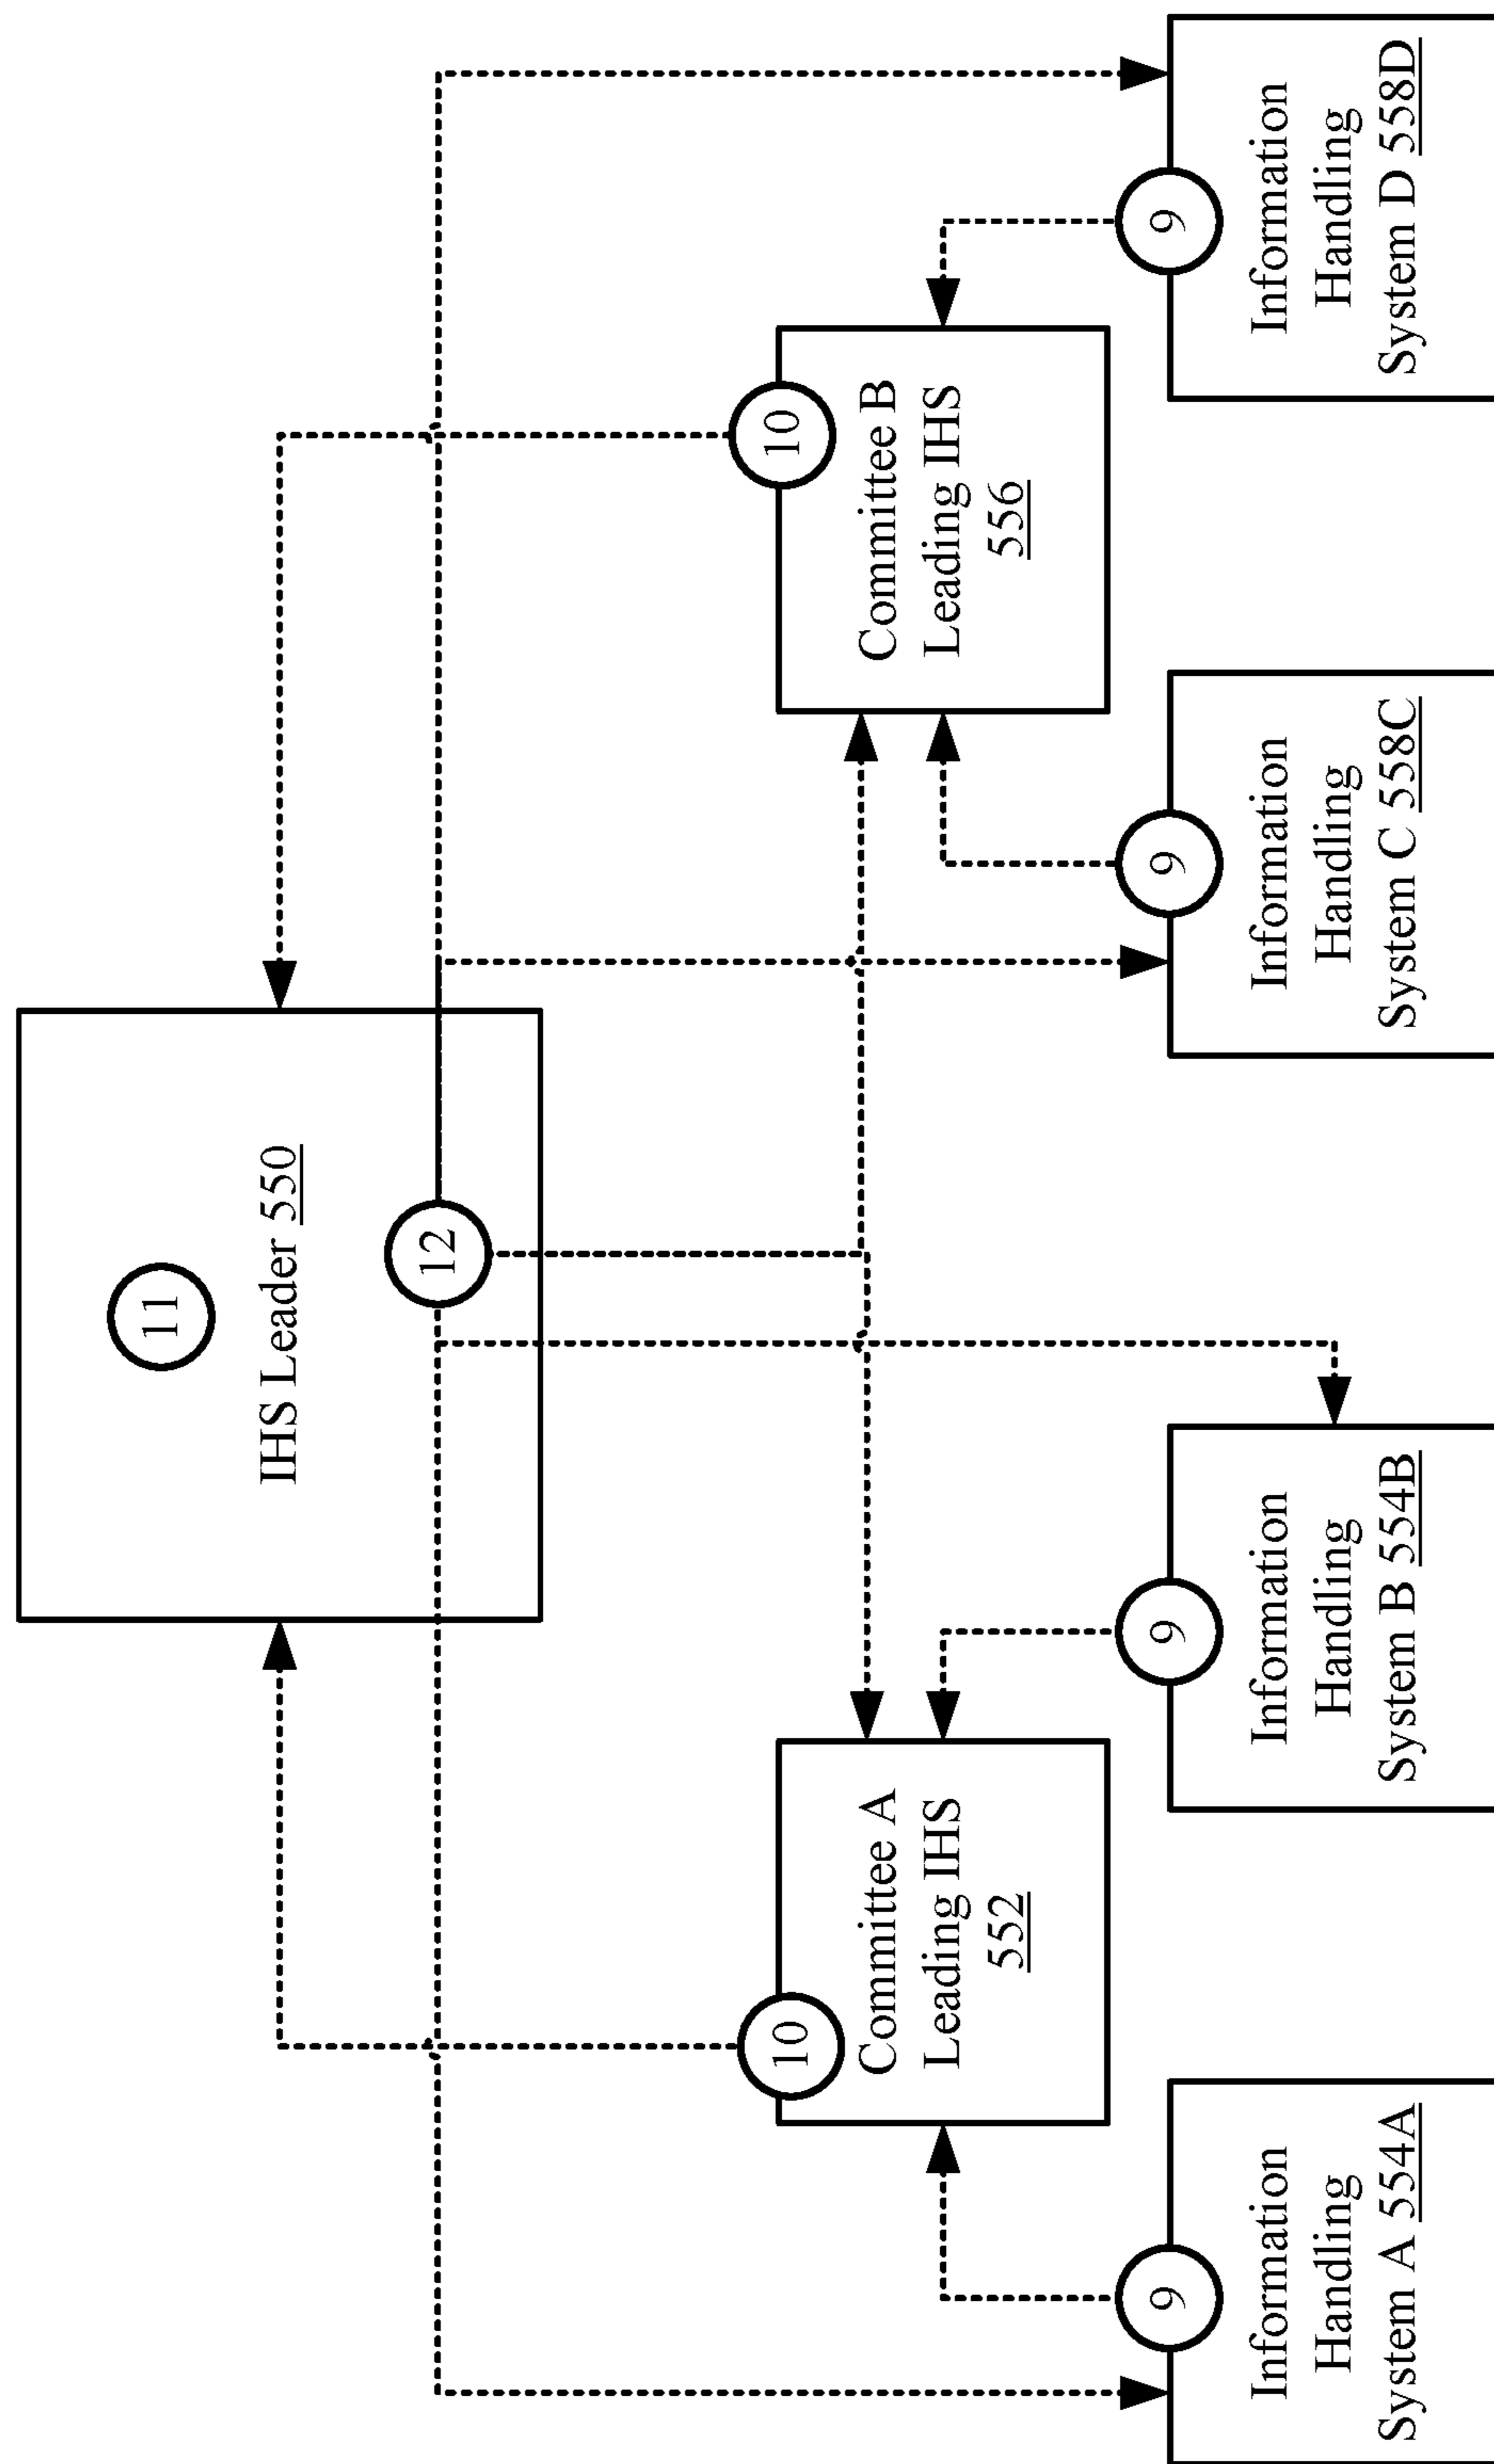 11
IHS Leader 550
12
10
Committee A
Leading IHS
552
10
Committee B
Leading IHS
556
9
Information
Handling
System A 554A
9
Information
Handling
System B 554B
9
Information
Handling
System C 558C
9
Information
Handling
System D 558D